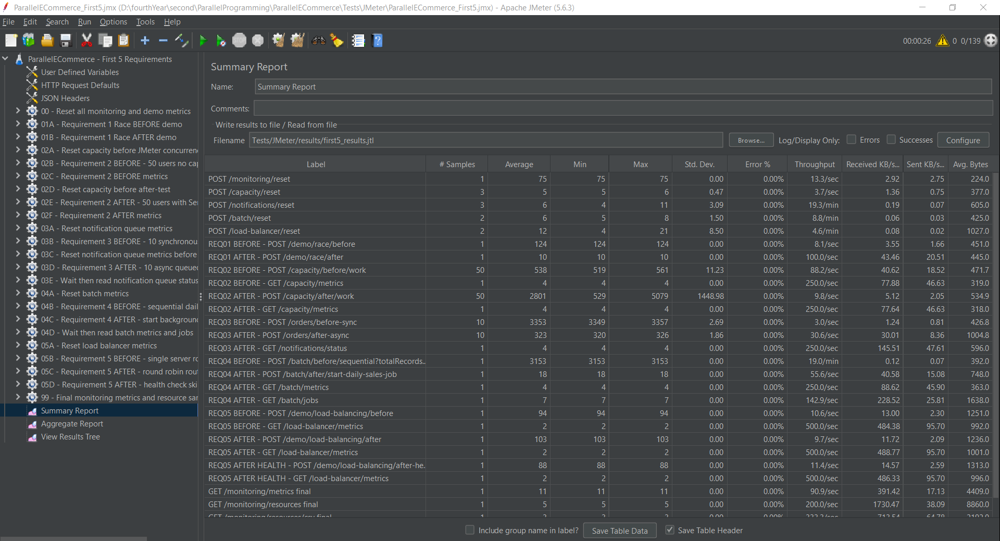 ParallelECommerce_First5.jmx (D:\fourthYear\second\ParallelProgramming\ParallelECommerce\Tests\JMeter\ParallelECommerce_First5.jmx) - Apache JMeter (5.6.3)
File Edit Search Run Options Tools Help
STOP
00:00:26 0 0/139
ParallelECommerce - First 5 Requirements
User Defined Variables
HTTP Request Defaults
JSON Headers
00 - Reset all monitoring and demo metrics
01A - Requirement 1 Race BEFORE demo
01B - Requirement 1 Race AFTER demo
02A - Reset capacity before JMeter concurren
02B - Requirement 2 BEFORE - 50 users no ca
02C - Requirement 2 BEFORE metrics
02D - Reset capacity before after-test
02E - Requirement 2 AFTER - 50 users with Se
02F - Requirement 2 AFTER metrics
03A - Reset notification queue metrics
03B - Requirement 3 BEFORE - 10 synchronou
03C - Reset notification queue metrics before
03D - Requirement 3 AFTER - 10 async queue
03E - Wait then read notification queue status
04A - Reset batch metrics
04B - Requirement 4 BEFORE - sequential dail
04C - Requirement 4 AFTER - start background
04D - Wait then read batch metrics and jobs
05A - Reset load balancer metrics
05B - Requirement 5 BEFORE - single server ro
05C - Requirement 5 AFTER - round robin rou
05D - Requirement 5 AFTER - health check ski
99 - Final monitoring metrics and resource sa
Summary Report
Aggregate Report
View Results Tree
Summary Report
Name: Summary Report
Comments:
Write results to file / Read from file
Filename Tests/JMeter/results/first5_results.jtl Browse... Log/Display Only: Errors Successes Configure
Label # Samples Average Min Max Std. Dev. Error % Throughput Received KB/s... Sent KB/s... Avg. Bytes
POST /monitoring/reset 1 75 75 75 0.00 0.00% 13.3/sec 2.92 2.75 224.0
POST /capacity/reset 3 5 5 6 0.47 0.00% 3.7/sec 1.36 0.75 377.0
POST /notifications/reset 3 6 4 11 3.09 0.00% 19.3/min 0.19 0.07 605.0
POST /batch/reset 2 6 5 8 1.50 0.00% 8.8/min 0.06 0.03 425.0
POST /load-balancer/reset 2 12 4 21 8.50 0.00% 4.6/min 0.08 0.02 1027.0
REQ01 BEFORE - POST /demo/race/before 1 124 124 124 0.00 0.00% 8.1/sec 3.55 1.66 451.0
REQ01 AFTER - POST /demo/race/after 1 10 10 10 0.00 0.00% 100.0/sec 43.46 20.51 445.0
REQ02 BEFORE - POST /capacity/before/work 50 538 519 561 11.23 0.00% 88.2/sec 40.62 18.52 471.7
REQ02 BEFORE - GET /capacity/metrics 1 4 4 4 0.00 0.00% 250.0/sec 77.88 46.63 319.0
REQ02 AFTER - POST /capacity/after/work 50 2801 529 5079 1448.98 0.00% 9.8/sec 5.12 2.05 534.9
REQ02 AFTER - GET /capacity/metrics 1 4 4 4 0.00 0.00% 250.0/sec 77.64 46.63 318.0
REQ03 BEFORE - POST /orders/before-sync 10 3353 3349 3357 2.69 0.00% 3.0/sec 1.24 0.81 426.8
REQ03 AFTER - POST /orders/after-async 10 323 320 326 1.86 0.00% 30.6/sec 30.01 8.36 1004.8
REQ03 AFTER - GET /notifications/status 1 4 4 4 0.00 0.00% 250.0/sec 145.51 47.61 596.0
REQ04 BEFORE - POST /batch/before/sequential?totalRecords... 1 3153 3153 3153 0.00 0.00% 19.0/min 0.12 0.07 392.0
REQ04 AFTER - POST /batch/after/start-daily-sales-job 1 18 18 18 0.00 0.00% 55.6/sec 40.58 15.08 748.0
REQ04 AFTER - GET /batch/metrics 1 4 4 4 0.00 0.00% 250.0/sec 88.62 45.90 363.0
REQ04 AFTER - GET /batch/jobs 1 7 7 7 0.00 0.00% 142.9/sec 228.52 25.81 1638.0
REQ05 BEFORE - POST /demo/load-balancing/before 1 94 94 94 0.00 0.00% 10.6/sec 13.00 2.30 1251.0
REQ05 BEFORE - GET /load-balancer/metrics 1 2 2 2 0.00 0.00% 500.0/sec 484.38 95.70 992.0
REQ05 AFTER - POST /demo/load-balancing/after 1 103 103 103 0.00 0.00% 9.7/sec 11.72 2.09 1236.0
REQ05 AFTER - GET /load-balancer/metrics 1 2 2 2 0.00 0.00% 500.0/sec 488.77 95.70 1001.0
REQ05 AFTER HEALTH - POST /demo/load-balancing/after-he... 1 88 88 88 0.00 0.00% 11.4/sec 14.57 2.59 1313.0
REQ05 AFTER HEALTH - GET /load-balancer/metrics 1 2 2 2 0.00 0.00% 500.0/sec 486.33 95.70 996.0
GET /monitoring/metrics final 1 11 11 11 0.00 0.00% 90.9/sec 391.42 17.13 4409.0
GET /monitoring/resources final 1 5 5 5 0.00 0.00% 200.0/sec 1730.47 38.09 8860.0
GET /monitoring/resources/csv final 1 0.00 0.00%
Include group name in label? Save Table Data Save Table Header